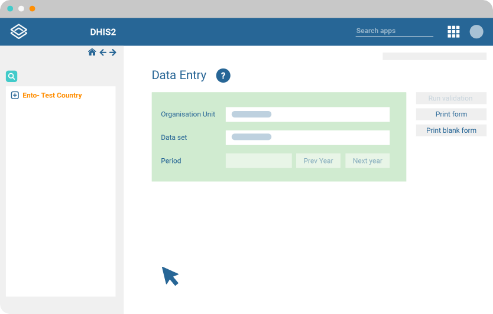 DHIS2
Search apps
Data Entry ?
Ento- Test Country
Organisation Unit
Data set
Period
Prev Year
Next year
Run validation
Print form
Print blank form